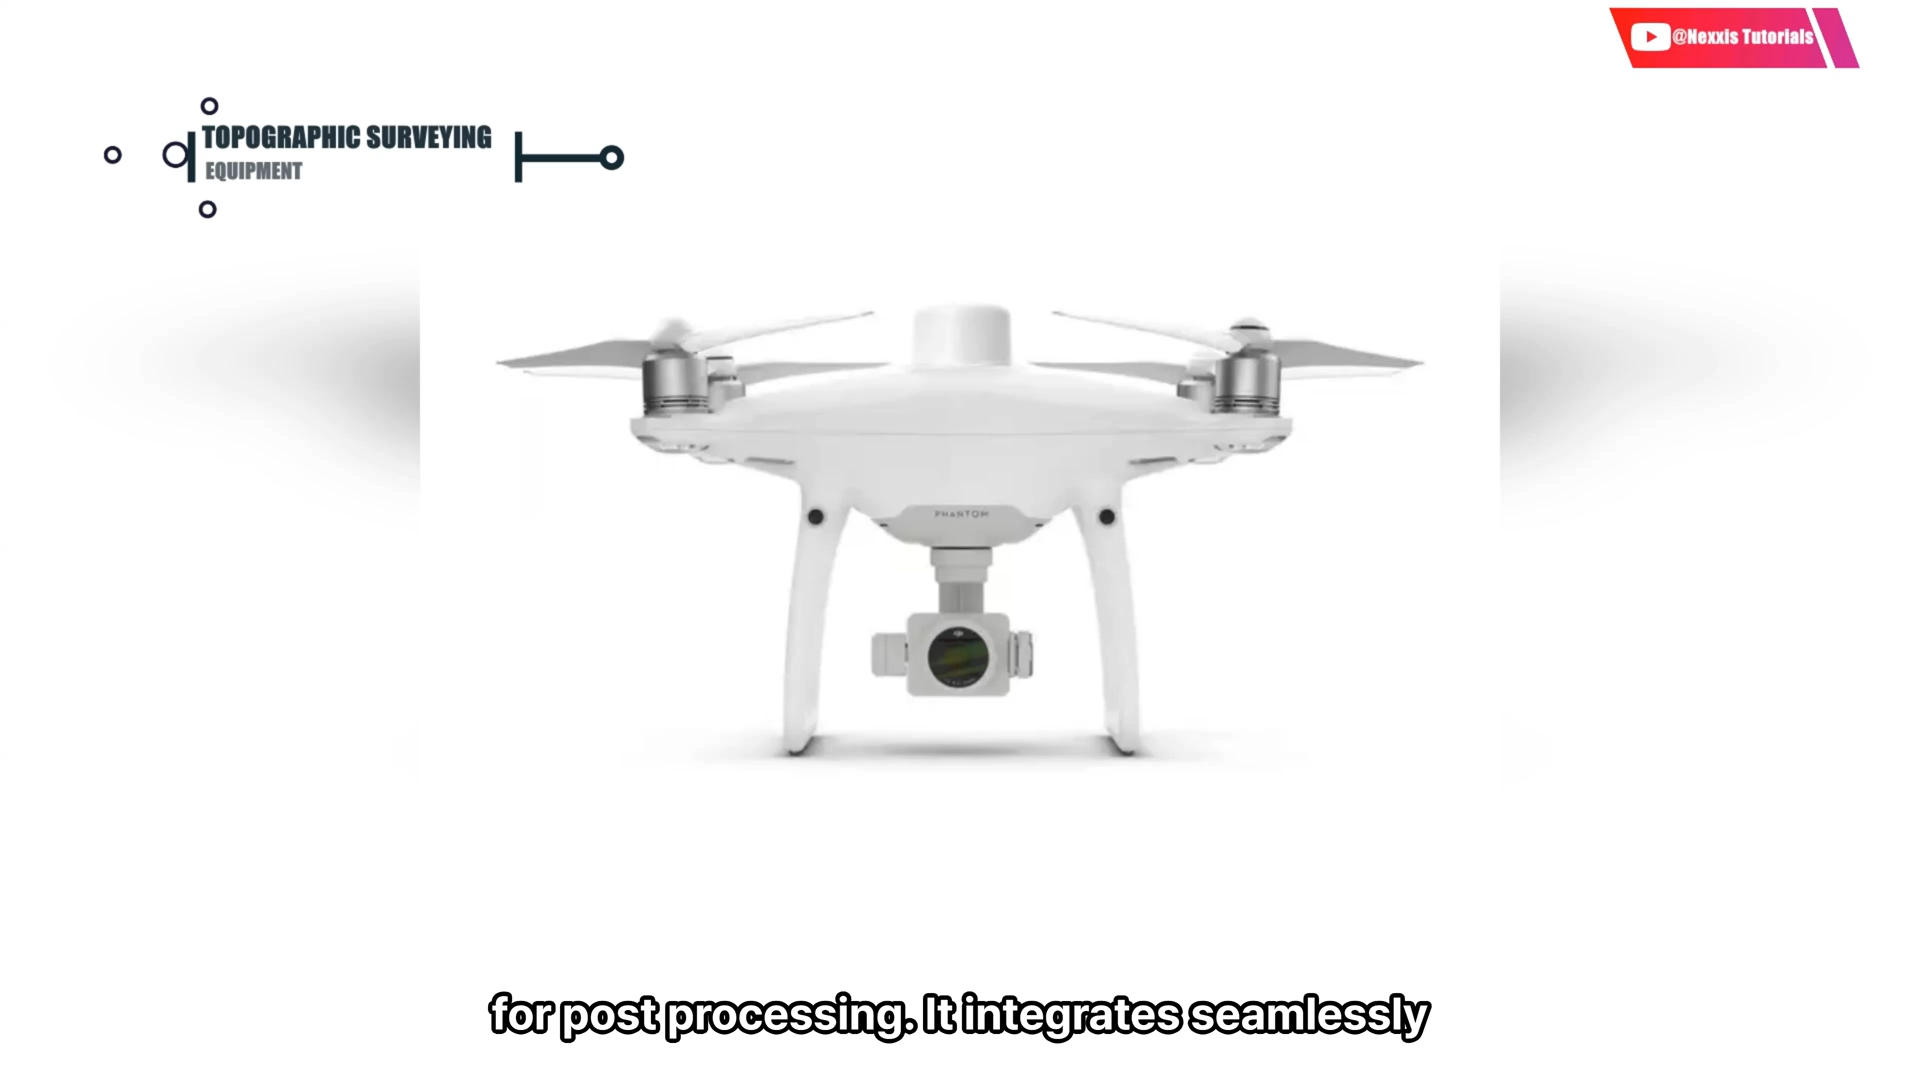 @Nexxis Tutorials
TOPOGRAPHIC SURVEYING
EQUIPMENT
PHANTOM
for post processing. It integrates seamlessly